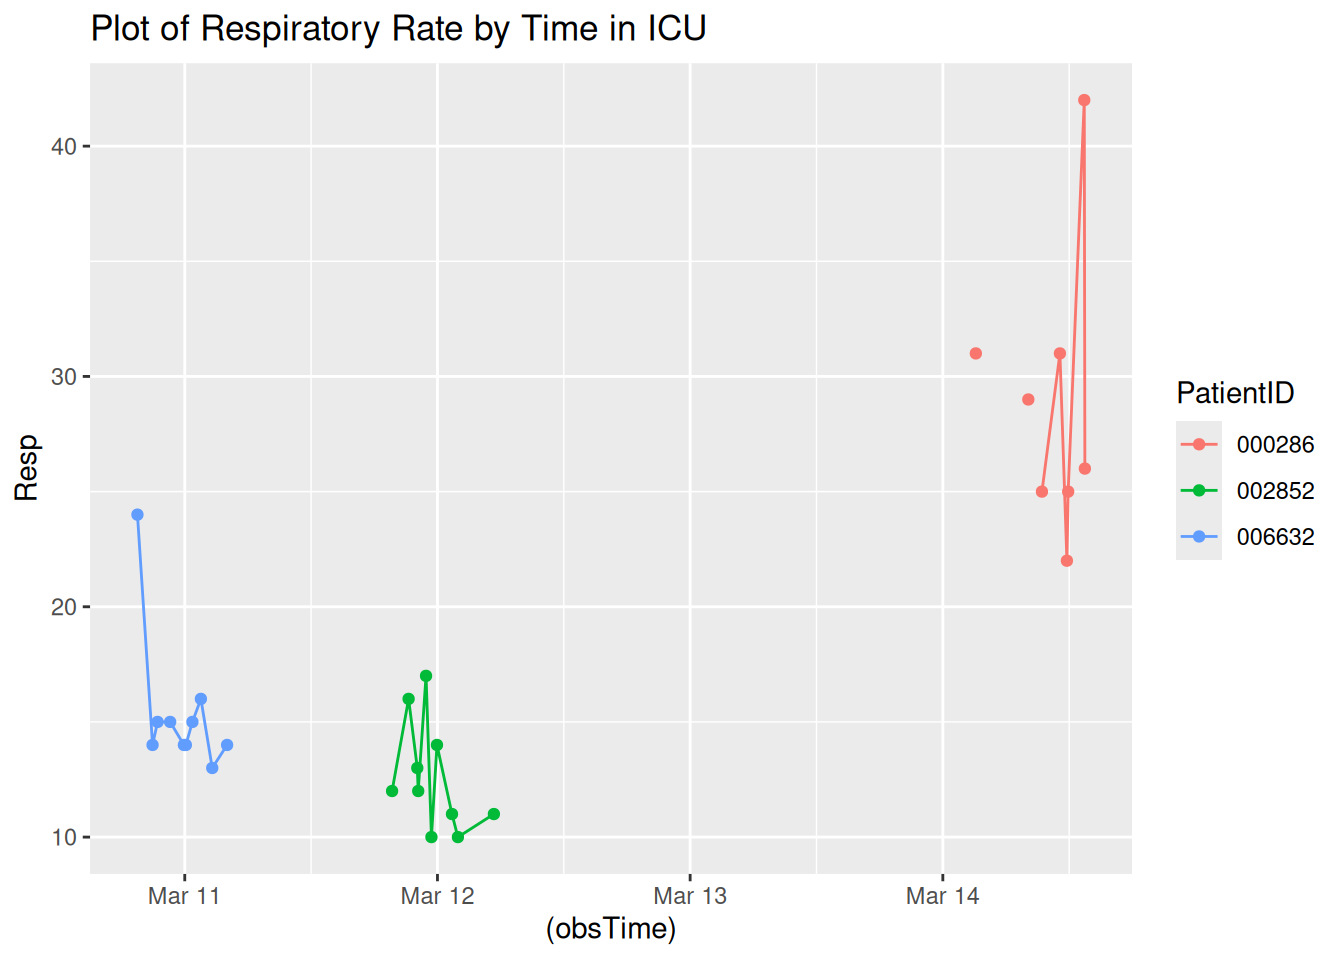 Plot of Respiratory Rate by Time in ICU
Resp
40
30
20
10
Mar 11 Mar 12 Mar 13 Mar 14
(obsTime)
PatientID
000286
002852
006632